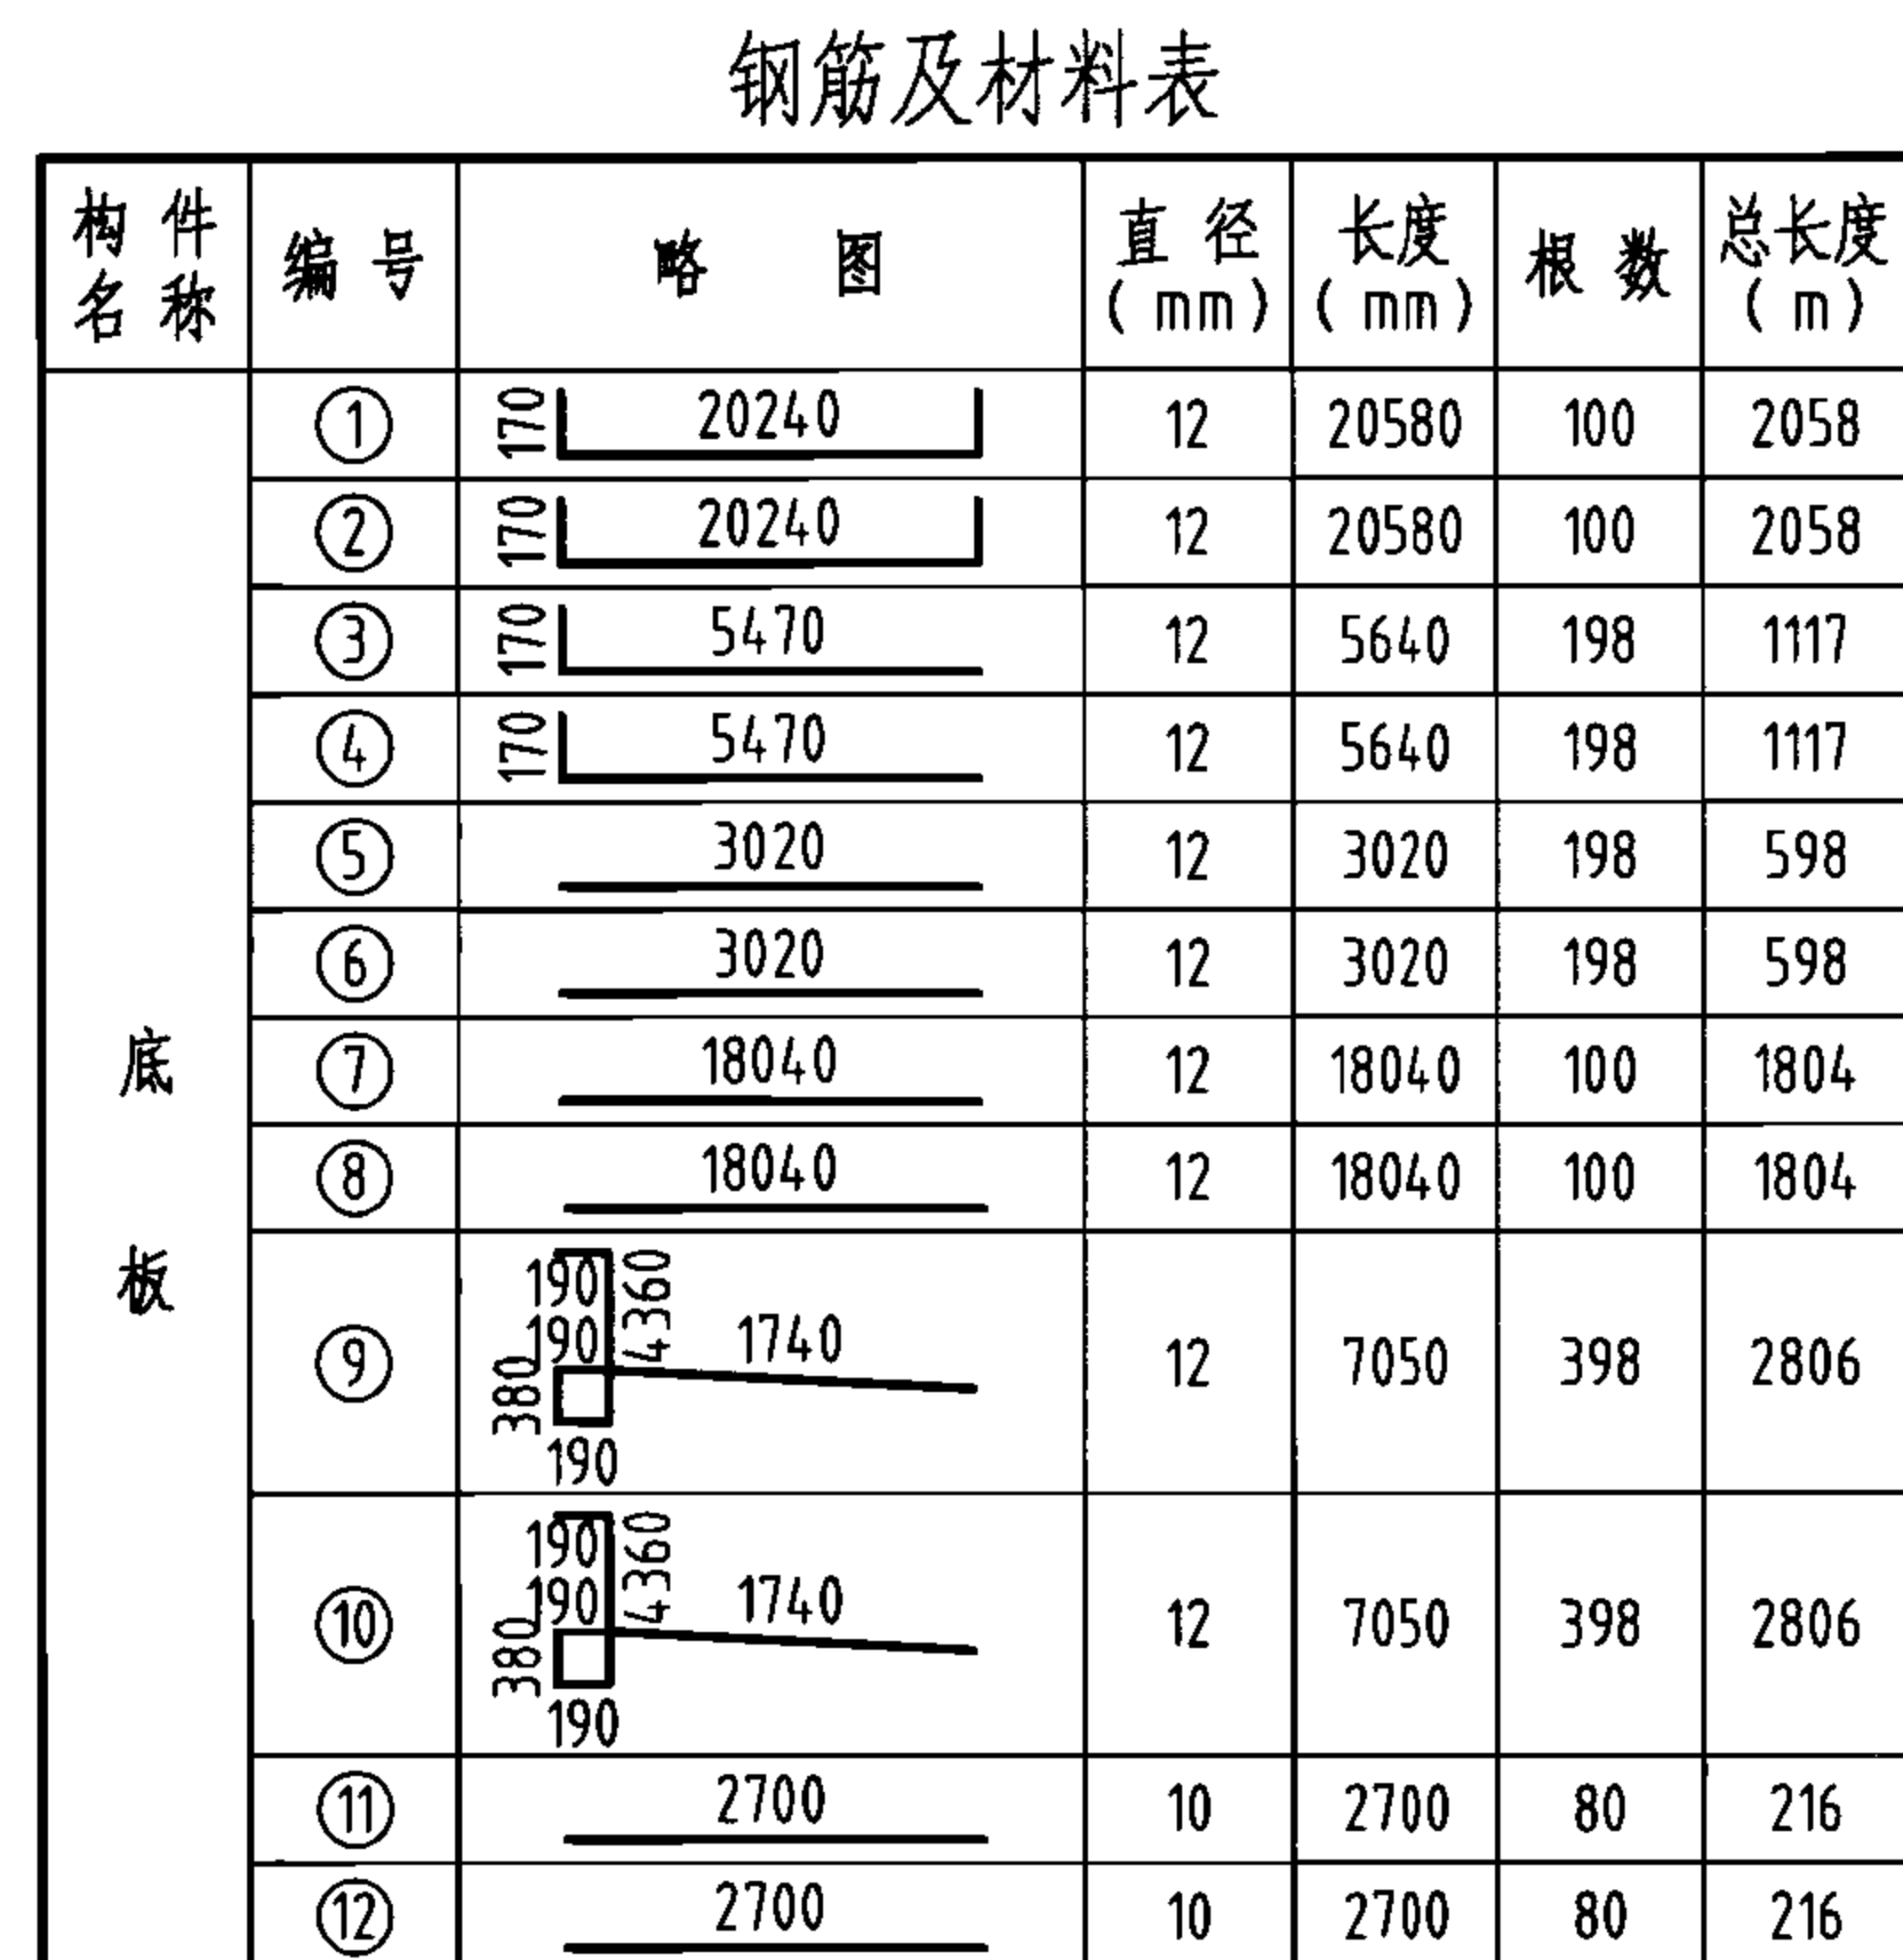 钢筋及材料表
构件名称 编号 略图 直径(mm) 长度(mm) 根数 总长度(m)
底板
① 170 20240 12 20580 100 2058
② 170 20240 12 20580 100 2058
③ 170 5470 12 5640 198 1117
④ 170 5470 12 5640 198 1117
⑤ 3020 12 3020 198 598
⑥ 3020 12 3020 198 598
⑦ 18040 12 18040 100 1804
⑧ 18040 12 18040 100 1804
⑨ 190 4360 190 1740 380 190 12 7050 398 2806
⑩ 190 4360 190 1740 380 190 12 7050 398 2806
⑪ 2700 10 2700 80 216
⑫ 2700 10 2700 80 216